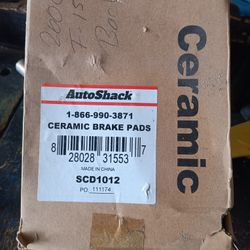 Ceramic
AutoShack
1-866-990-3871
CERAMIC BRAKE PADS
8 28028 31553 7
MADE IN CHINA
SCD1012
PO 111174